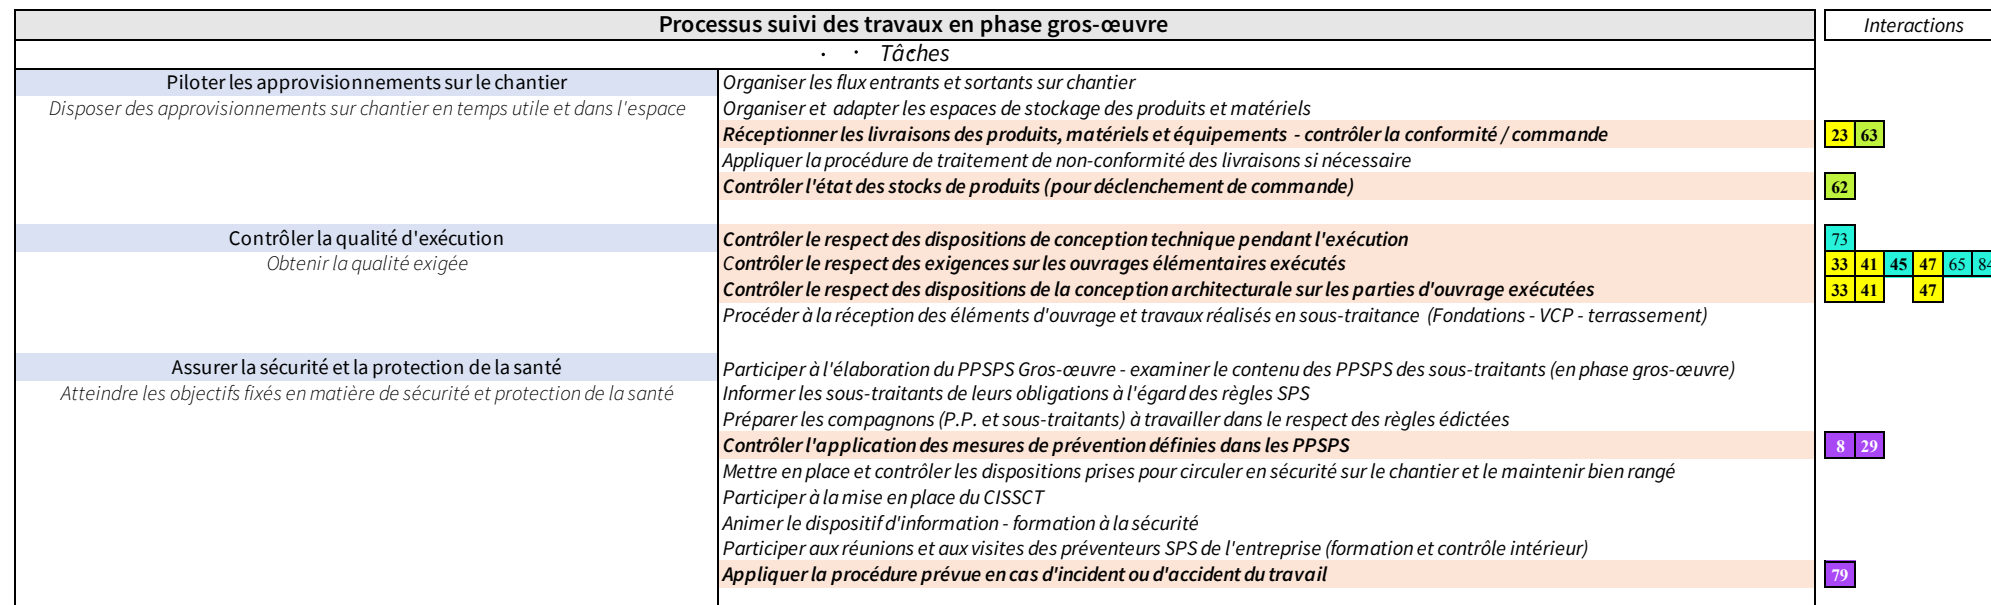 Processus suivi des travaux en phase gros-œuvre Interactions
Tâches
Piloter les approvisionnements sur le chantier Organiser les flux entrants et sortants sur chantier
Disposer des approvisionnements sur chantier en temps utile et dans l'espace Organiser et adapter les espaces de stockage des produits et matériels
Réceptionner les livraisons des produits, matériels et équipements - contrôler la conformité / commande 23 63
Appliquer la procédure de traitement de non-conformité des livraisons si nécessaire
Contrôler l'état des stocks de produits (pour déclenchement de commande) 62
Contrôler la qualité d'exécution Contrôler le respect des dispositions de conception technique pendant l'exécution 73
Obtenir la qualité exigée Contrôler le respect des exigences sur les ouvrages élémentaires exécutés 33 41 45 47 65 84
Contrôler le respect des dispositions de la conception architecturale sur les parties d'ouvrage exécutées 33 41 47
Procéder à la réception des éléments d'ouvrage et travaux réalisés en sous-traitance (Fondations - VCP - terrassement)
Assurer la sécurité et la protection de la santé Participer à l'élaboration du PPSPS Gros-œuvre - examiner le contenu des PPSPS des sous-traitants (en phase gros-œuvre)
Atteindre les objectifs fixés en matière de sécurité et protection de la santé Informer les sous-traitants de leurs obligations à l'égard des règles SPS
Préparer les compagnons (P.P. et sous-traitants) à travailler dans le respect des règles édictées
Contrôler l'application des mesures de prévention définies dans les PPSPS 8 29
Mettre en place et contrôler les dispositions prises pour circuler en sécurité sur le chantier et le maintenir bien rangé
Participer à la mise en place du CISSCT
Animer le dispositif d'information - formation à la sécurité
Participer aux réunions et aux visites des préventeurs SPS de l'entreprise (formation et contrôle intérieur)
Appliquer la procédure prévue en cas d'incident ou d'accident du travail 79